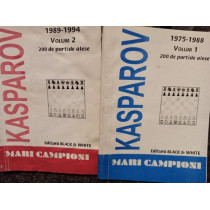 KASPAROV
1989-1994
VOLUM 2
200 de partide alese
Editura BLACK & WHITE
MARI CAMPIONI
KASPAROV
1975-1988
VOLUM 1
200 de partide alese
Editura BLACK & WHITE
MARI CAMPIONI